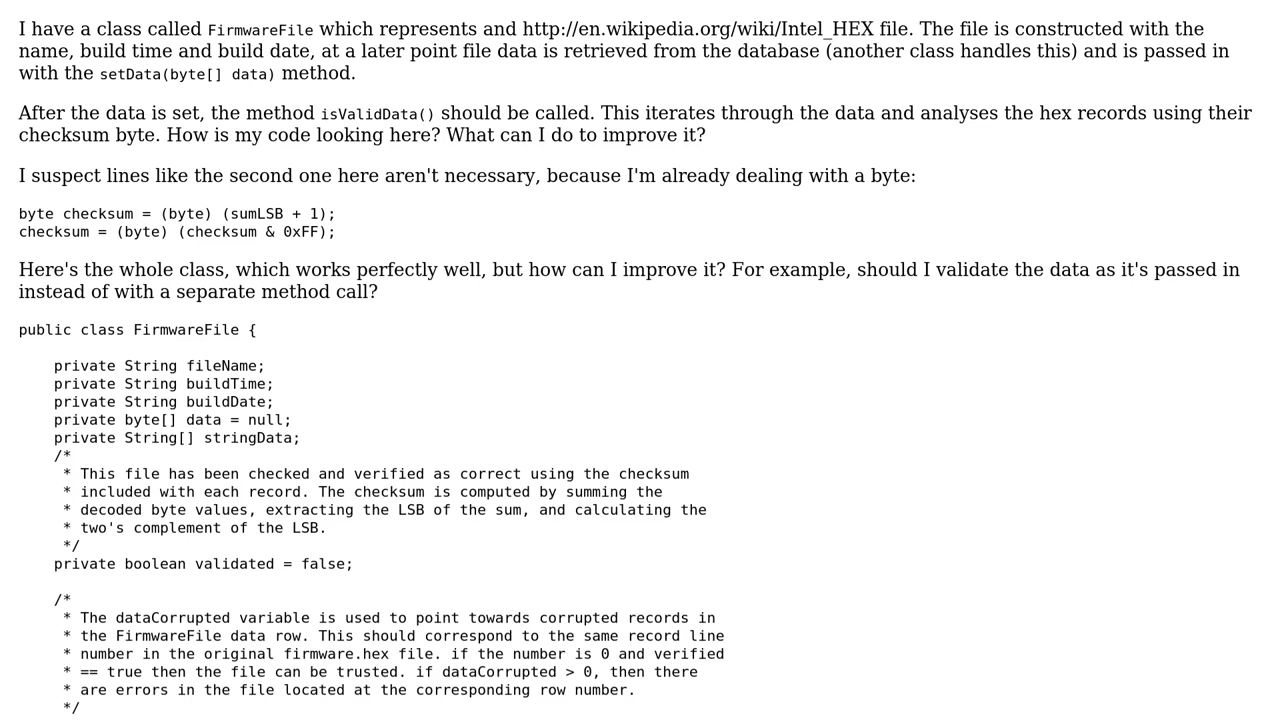 I have a class called FirmwareFile which represents and http://en.wikipedia.org/wiki/Intel_HEX file. The file is constructed with the
name, build time and build date, at a later point file data is retrieved from the database (another class handles this) and is passed in
with the setData(byte[] data) method.
After the data is set, the method isValidData() should be called. This iterates through the data and analyses the hex records using their
checksum byte. How is my code looking here? What can I do to improve it?
I suspect lines like the second one here aren't necessary, because I'm already dealing with a byte:
byte checksum = (byte) (sumLSB + 1);
checksum = (byte) (checksum & 0xFF);
Here's the whole class, which works perfectly well, but how can I improve it? For example, should I validate the data as it's passed in
instead of with a separate method call?
public class FirmwareFile {
    private String fileName;
    private String buildTime;
    private String buildDate;
    private byte[] data = null;
    private String[] stringData;
    /*
     * This file has been checked and verified as correct using the checksum
     * included with each record. The checksum is computed by summing the
     * decoded byte values, extracting the LSB of the sum, and calculating the
     * two's complement of the LSB.
     */
    private boolean validated = false;
    /*
     * The dataCorrupted variable is used to point towards corrupted records in
     * the FirmwareFile data row. This should correspond to the same record line
     * number in the original firmware.hex file. if the number is 0 and verified
     * == true then the file can be trusted. if dataCorrupted > 0, then there
     * are errors in the file located at the corresponding row number.
     */